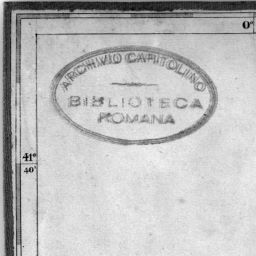 0°
ARCHIVIO CAPITOLINO
BIBLIOTECA
ROMANA
41°
40'